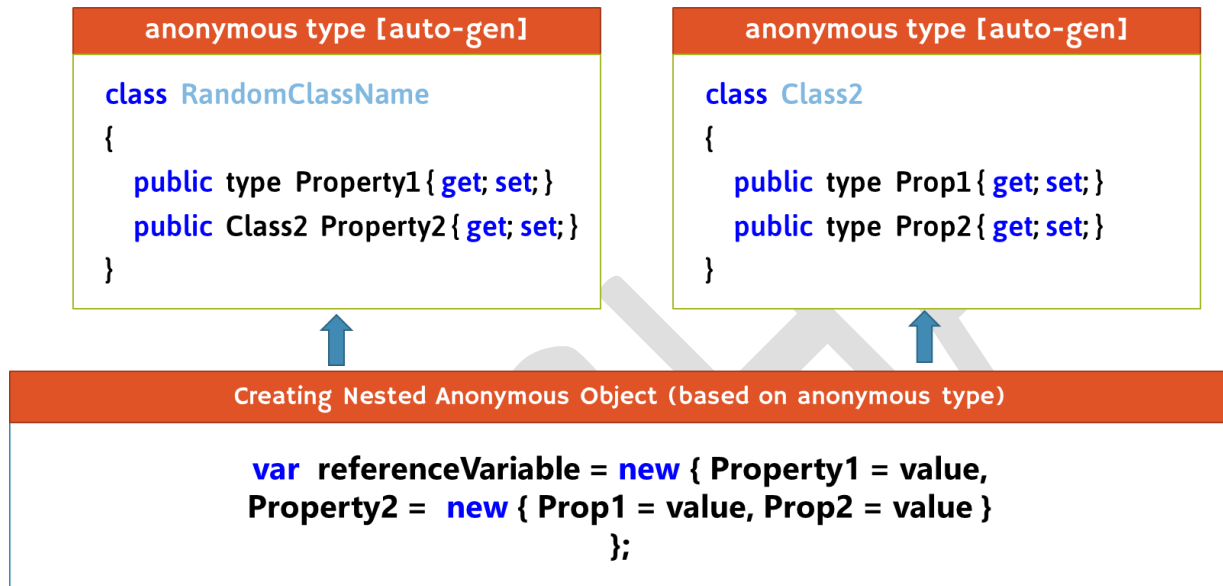 anonymous type [auto-gen]
class RandomClassName
{
public type Property1 { get; set; }
public Class2 Property2 { get; set; }
}
anonymous type [auto-gen]
class Class2
{
public type Prop1 { get; set; }
public type Prop2 { get; set; }
}
Creating Nested Anonymous Object (based on anonymous type)
var referenceVariable = new { Property1 = value,
Property2 = new { Prop1 = value, Prop2 = value }
};